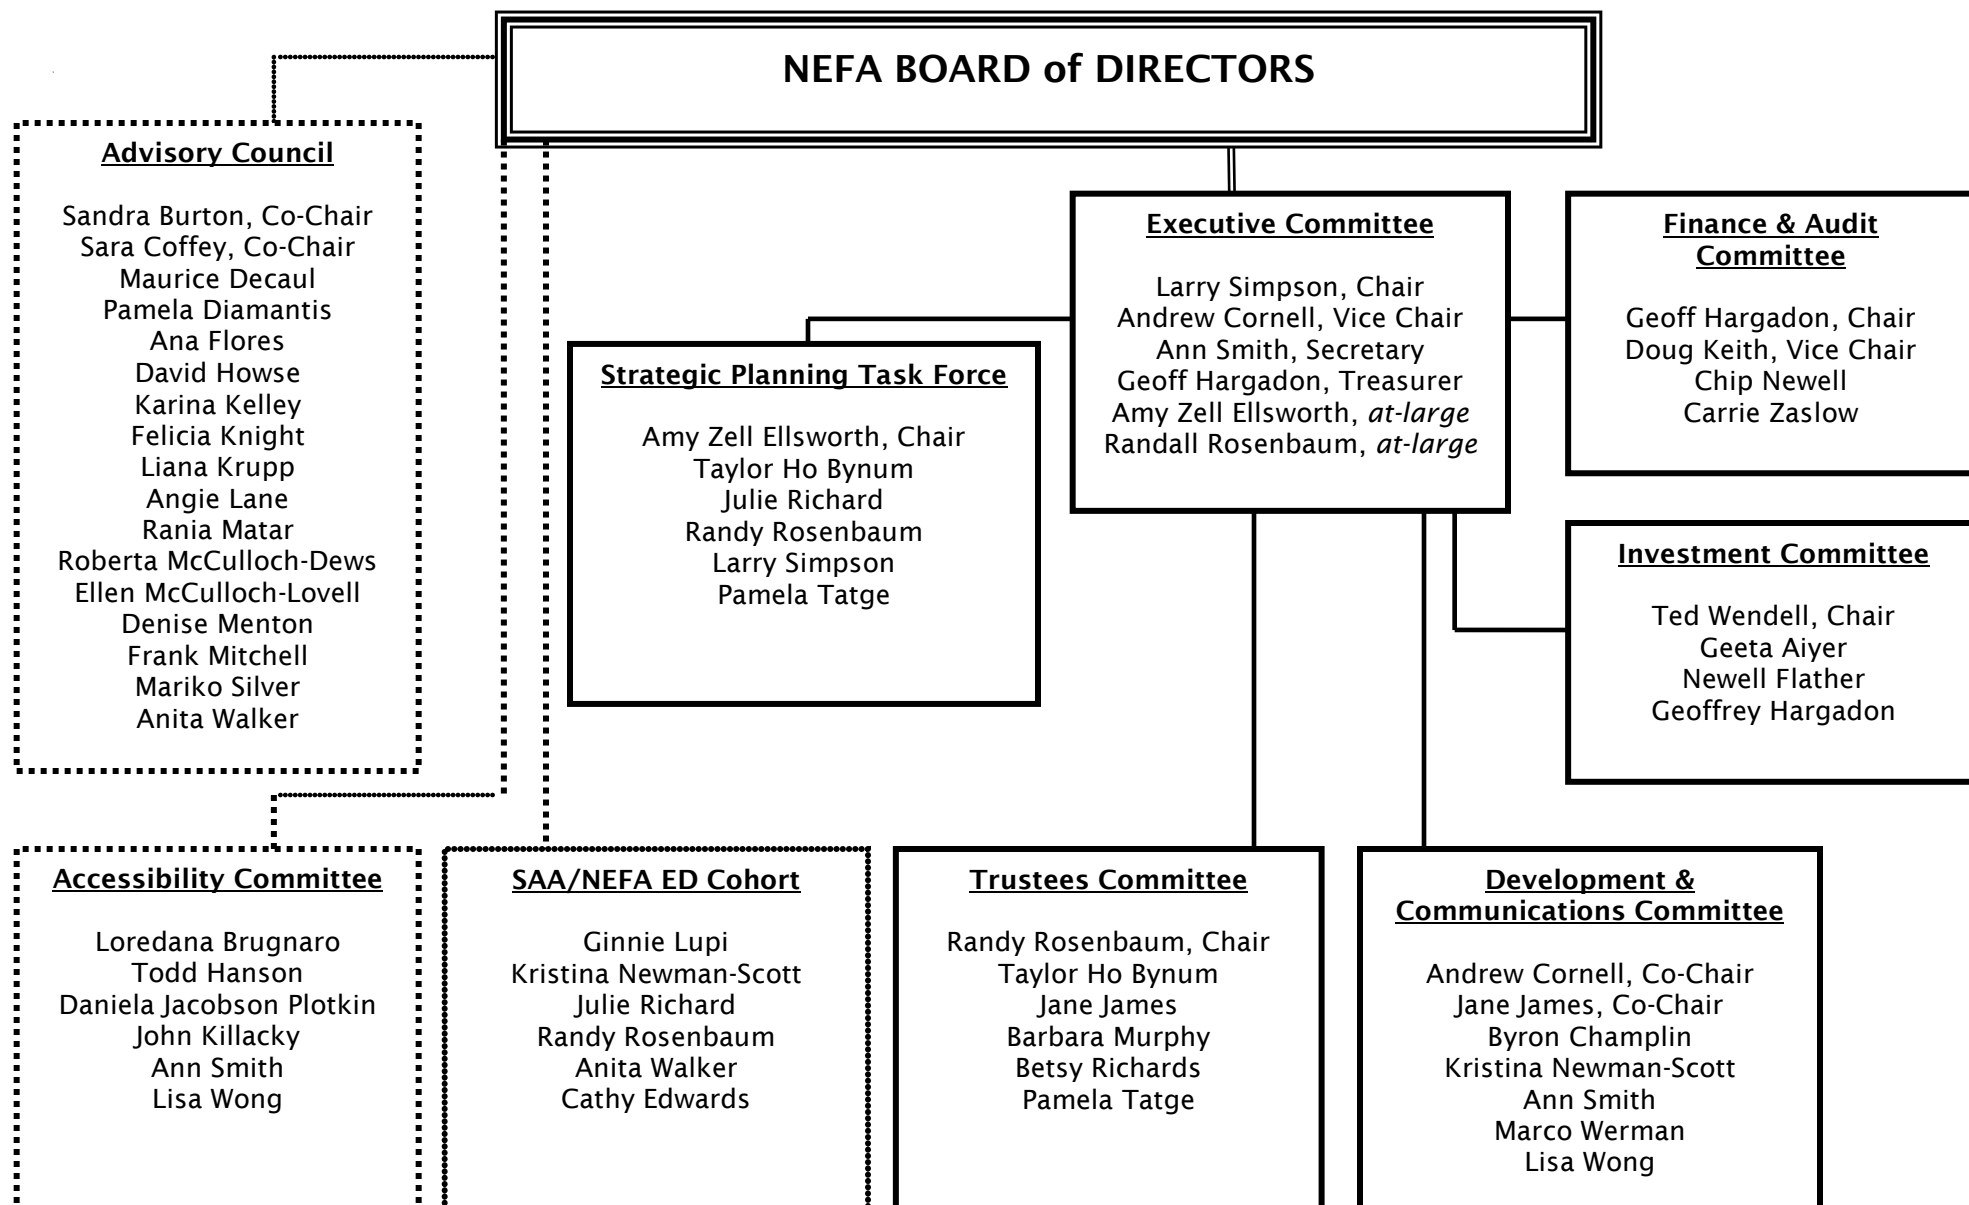 NEFA BOARD of DIRECTORS
Advisory Council
Sandra Burton, Co-Chair
Sara Coffey, Co-Chair
Maurice Decaul
Pamela Diamantis
Ana Flores
David Howse
Karina Kelley
Felicia Knight
Liana Krupp
Angie Lane
Rania Matar
Roberta McCulloch-Dews
Ellen McCulloch-Lovell
Denise Menton
Frank Mitchell
Mariko Silver
Anita Walker
Strategic Planning Task Force
Amy Zell Ellsworth, Chair
Taylor Ho Bynum
Julie Richard
Randy Rosenbaum
Larry Simpson
Pamela Tatge
Executive Committee
Larry Simpson, Chair
Andrew Cornell, Vice Chair
Ann Smith, Secretary
Geoff Hargadon, Treasurer
Amy Zell Ellsworth, at-large
Randall Rosenbaum, at-large
Finance & Audit
Committee
Geoff Hargadon, Chair
Doug Keith, Vice Chair
Chip Newell
Carrie Zaslow
Investment Committee
Ted Wendell, Chair
Geeta Aiyer
Newell Flather
Geoffrey Hargadon
Accessibility Committee
Loredana Brugnaro
Todd Hanson
Daniela Jacobson Plotkin
John Killacky
Ann Smith
Lisa Wong
SAA/NEFA ED Cohort
Ginnie Lupi
Kristina Newman-Scott
Julie Richard
Randy Rosenbaum
Anita Walker
Cathy Edwards
Trustees Committee
Randy Rosenbaum, Chair
Taylor Ho Bynum
Jane James
Barbara Murphy
Betsy Richards
Pamela Tatge
Development &
Communications Committee
Andrew Cornell, Co-Chair
Jane James, Co-Chair
Byron Champlin
Kristina Newman-Scott
Ann Smith
Marco Werman
Lisa Wong